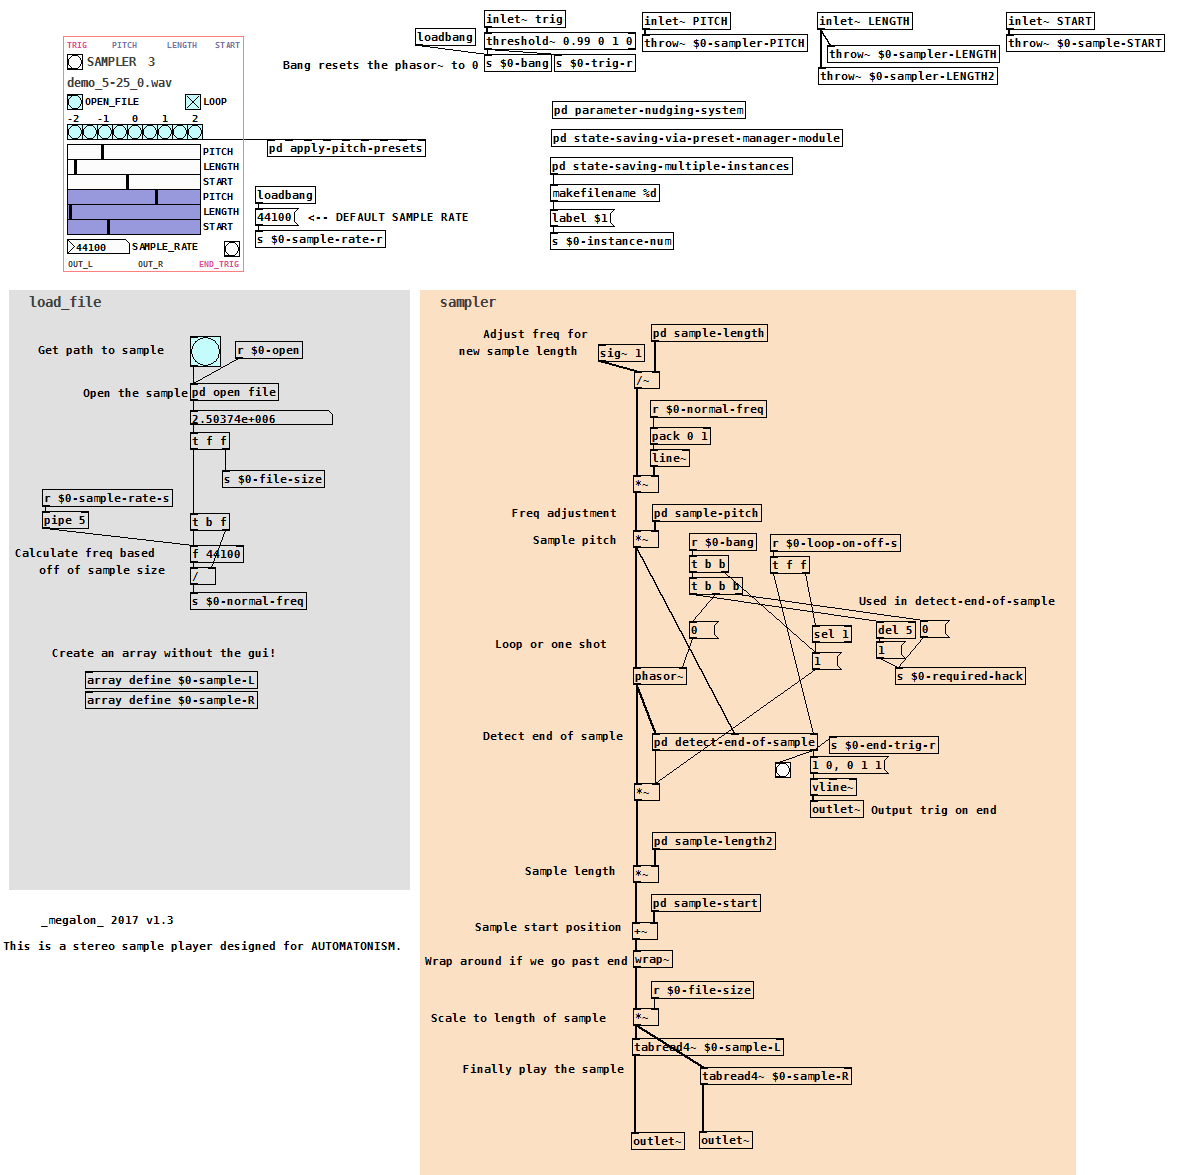 TRIG PITCH LENGTH START
SAMPLER 3
demo_5-25_0.wav
OPEN_FILE LOOP
-2 -1 0 1 2
PITCH
LENGTH
START
PITCH
LENGTH
START
44100 SAMPLE_RATE
OUT_L OUT_R END_TRIG
pd apply-pitch-presets
loadbang
44100 <-- DEFAULT SAMPLE RATE
s $0-sample-rate-r
loadbang
inlet~ trig
threshold~ 0.99 0 1 0
Bang resets the phasor~ to 0
s $0-bang
s $0-trig-r
inlet~ PITCH
throw~ $0-sampler-PITCH
inlet~ LENGTH
throw~ $0-sampler-LENGTH
throw~ $0-sampler-LENGTH2
inlet~ START
throw~ $0-sample-START
pd parameter-nudging-system
pd state-saving-via-preset-manager-module
pd state-saving-multiple-instances
makefilename %d
label $1
s $0-instance-num
load_file
Get path to sample
r $0-open
Open the sample
pd open file
2.50374e+006
t f f
s $0-file-size
r $0-sample-rate-s
pipe 5
t b f
Calculate freq based
off of sample size
f 44100
/
s $0-normal-freq
Create an array without the gui!
array define $0-sample-L
array define $0-sample-R
_megalon_ 2017 v1.3
This is a stereo sample player designed for AUTOMATONISM.
sampler
Adjust freq for
new sample length
pd sample-length
sig~ 1
/~
r $0-normal-freq
pack 0 1
line~
*~
Freq adjustment
pd sample-pitch
Sample pitch
*~
r $0-bang
r $0-loop-on-off-s
t b b
t f f
t b b b
Used in detect-end-of-sample
0
sel 1
del 5
0
Loop or one shot
1
1
phasor~
s $0-required-hack
Detect end of sample
pd detect-end-of-sample
s $0-end-trig-r
1 0, 0 1 1
vline~
*~
outlet~
Output trig on end
pd sample-length2
Sample length
*~
pd sample-start
Sample start position
+~
Wrap around if we go past end
wrap~
r $0-file-size
Scale to length of sample
*~
tabread4~ $0-sample-L
Finally play the sample
tabread4~ $0-sample-R
outlet~
outlet~